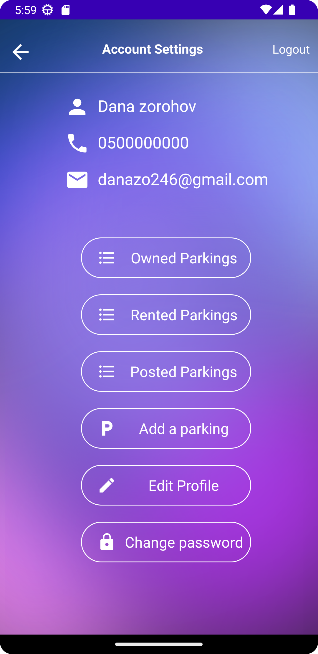 5:59
Account Settings
Logout
Dana zorohov
0500000000
danazo246@gmail.com
Owned Parkings
Rented Parkings
Posted Parkings
P Add a parking
Edit Profile
Change password